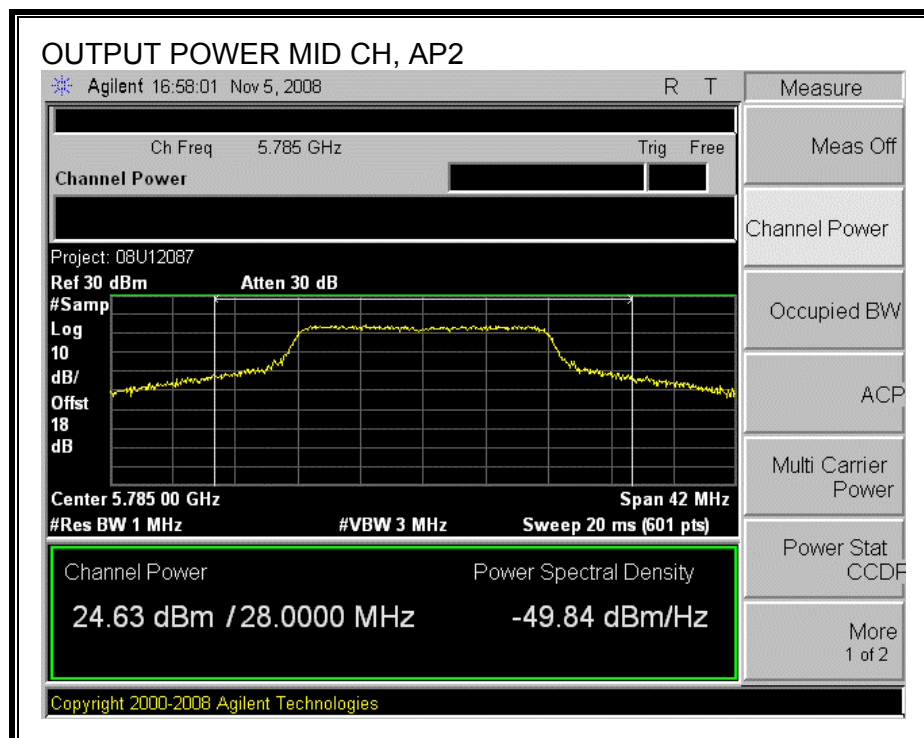 OUTPUT POWER MID CH, AP2
Agilent 16:58:01 Nov 5, 2008 R T
Measure
Ch Freq 5.785 GHz Trig Free
Meas Off
Channel Power
Channel Power
Project: 08U12087
Ref 30 dBm Atten 30 dB
#Samp
Log
10
dB/
Offst
18
dB
Occupied BW
ACP
Multi Carrier
Power
Center 5.785 00 GHz Span 42 MHz
#Res BW 1 MHz #VBW 3 MHz Sweep 20 ms (601 pts)
Power Stat
CCDF
Channel Power Power Spectral Density
24.63 dBm / 28.0000 MHz -49.84 dBm/Hz
More
1 of 2
Copyright 2000-2008 Agilent Technologies